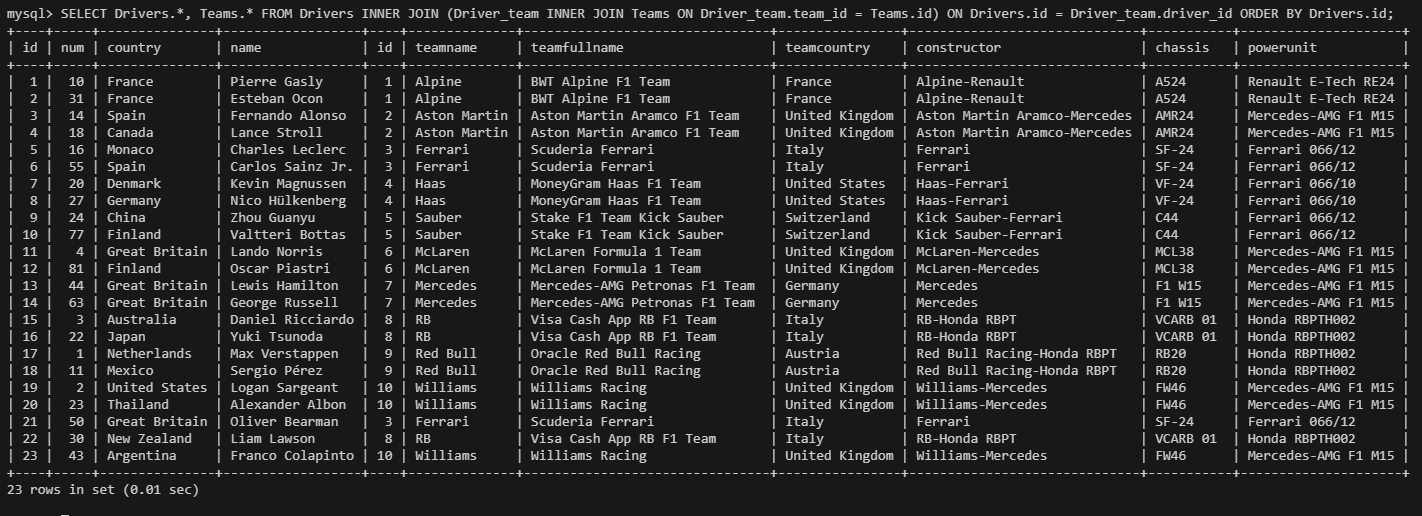 mysql> SELECT Drivers.*, Teams.* FROM Drivers INNER JOIN (Driver_team INNER JOIN Teams ON Driver_team.team_id = Teams.id) ON Drivers.id = Driver_team.driver_id ORDER BY Drivers.id;
+----+-----+---------------+------------------+----+--------------+--------------------------------+----------------+------------------------------+----------+----------------------+
| id | num | country       | name             | id | teamname     | teamfullname                   | teamcountry    | constructor                  | chassis  | powerunit            |
+----+-----+---------------+------------------+----+--------------+--------------------------------+----------------+------------------------------+----------+----------------------+
|  1 |  10 | France        | Pierre Gasly     |  1 | Alpine       | BWT Alpine F1 Team             | France         | Alpine-Renault               | A524     | Renault E-Tech RE24  |
|  2 |  31 | France        | Esteban Ocon     |  1 | Alpine       | BWT Alpine F1 Team             | France         | Alpine-Renault               | A524     | Renault E-Tech RE24  |
|  3 |  14 | Spain         | Fernando Alonso  |  2 | Aston Martin | Aston Martin Aramco F1 Team    | United Kingdom | Aston Martin Aramco-Mercedes | AMR24    | Mercedes-AMG F1 M15  |
|  4 |  18 | Canada        | Lance Stroll     |  2 | Aston Martin | Aston Martin Aramco F1 Team    | United Kingdom | Aston Martin Aramco-Mercedes | AMR24    | Mercedes-AMG F1 M15  |
|  5 |  16 | Monaco        | Charles Leclerc  |  3 | Ferrari      | Scuderia Ferrari               | Italy          | Ferrari                      | SF-24    | Ferrari 066/12       |
|  6 |  55 | Spain         | Carlos Sainz Jr. |  3 | Ferrari      | Scuderia Ferrari               | Italy          | Ferrari                      | SF-24    | Ferrari 066/12       |
|  7 |  20 | Denmark       | Kevin Magnussen  |  4 | Haas         | MoneyGram Haas F1 Team         | United States  | Haas-Ferrari                 | VF-24    | Ferrari 066/10       |
|  8 |  27 | Germany       | Nico Hülkenberg  |  4 | Haas         | MoneyGram Haas F1 Team         | United States  | Haas-Ferrari                 | VF-24    | Ferrari 066/10       |
|  9 |  24 | China         | Zhou Guanyu      |  5 | Sauber       | Stake F1 Team Kick Sauber      | Switzerland    | Kick Sauber-Ferrari          | C44      | Ferrari 066/12       |
| 10 |  77 | Finland       | Valtteri Bottas  |  5 | Sauber       | Stake F1 Team Kick Sauber      | Switzerland    | Kick Sauber-Ferrari          | C44      | Ferrari 066/12       |
| 11 |   4 | Great Britain | Lando Norris     |  6 | McLaren      | McLaren Formula 1 Team         | United Kingdom | McLaren-Mercedes             | MCL38    | Mercedes-AMG F1 M15  |
| 12 |  81 | Finland       | Oscar Piastri    |  6 | McLaren      | McLaren Formula 1 Team         | United Kingdom | McLaren-Mercedes             | MCL38    | Mercedes-AMG F1 M15  |
| 13 |  44 | Great Britain | Lewis Hamilton   |  7 | Mercedes     | Mercedes-AMG Petronas F1 Team  | Germany        | Mercedes                     | F1 W15   | Mercedes-AMG F1 M15  |
| 14 |  63 | Great Britain | George Russell   |  7 | Mercedes     | Mercedes-AMG Petronas F1 Team  | Germany        | Mercedes                     | F1 W15   | Mercedes-AMG F1 M15  |
| 15 |   3 | Australia     | Daniel Ricciardo |  8 | RB           | Visa Cash App RB F1 Team       | Italy          | RB-Honda RBPT                | VCARB 01 | Honda RBPTH002       |
| 16 |  22 | Japan         | Yuki Tsunoda     |  8 | RB           | Visa Cash App RB F1 Team       | Italy          | RB-Honda RBPT                | VCARB 01 | Honda RBPTH002       |
| 17 |   1 | Netherlands   | Max Verstappen   |  9 | Red Bull     | Oracle Red Bull Racing         | Austria        | Red Bull Racing-Honda RBPT   | RB20     | Honda RBPTH002       |
| 18 |  11 | Mexico        | Sergio Pérez     |  9 | Red Bull     | Oracle Red Bull Racing         | Austria        | Red Bull Racing-Honda RBPT   | RB20     | Honda RBPTH002       |
| 19 |   2 | United States | Logan Sargeant   | 10 | Williams     | Williams Racing                | United Kingdom | Williams-Mercedes            | FW46     | Mercedes-AMG F1 M15  |
| 20 |  23 | Thailand      | Alexander Albon  | 10 | Williams     | Williams Racing                | United Kingdom | Williams-Mercedes            | FW46     | Mercedes-AMG F1 M15  |
| 21 |  50 | Great Britain | Oliver Bearman   |  3 | Ferrari      | Scuderia Ferrari               | Italy          | Ferrari                      | SF-24    | Ferrari 066/12       |
| 22 |  30 | New Zealand   | Liam Lawson      |  8 | RB           | Visa Cash App RB F1 Team       | Italy          | RB-Honda RBPT                | VCARB 01 | Honda RBPTH002       |
| 23 |  43 | Argentina     | Franco Colapinto | 10 | Williams     | Williams Racing                | United Kingdom | Williams-Mercedes            | FW46     | Mercedes-AMG F1 M15  |
+----+-----+---------------+------------------+----+--------------+--------------------------------+----------------+------------------------------+----------+----------------------+
23 rows in set (0.01 sec)